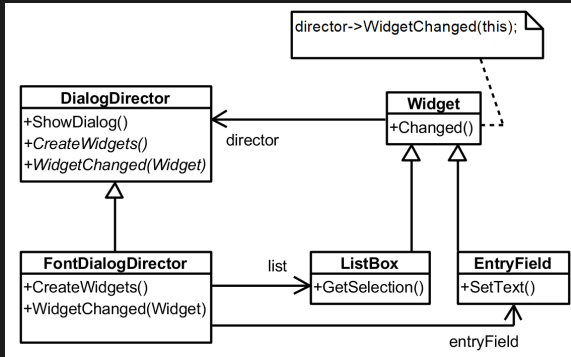 director->WidgetChanged(this);
DialogDirector
+ShowDialog()
+CreateWidgets()
+WidgetChanged(Widget)
director
Widget
+Changed()
FontDialogDirector
+CreateWidgets()
+WidgetChanged(Widget)
list
ListBox
+GetSelection()
EntryField
+SetText()
entryField